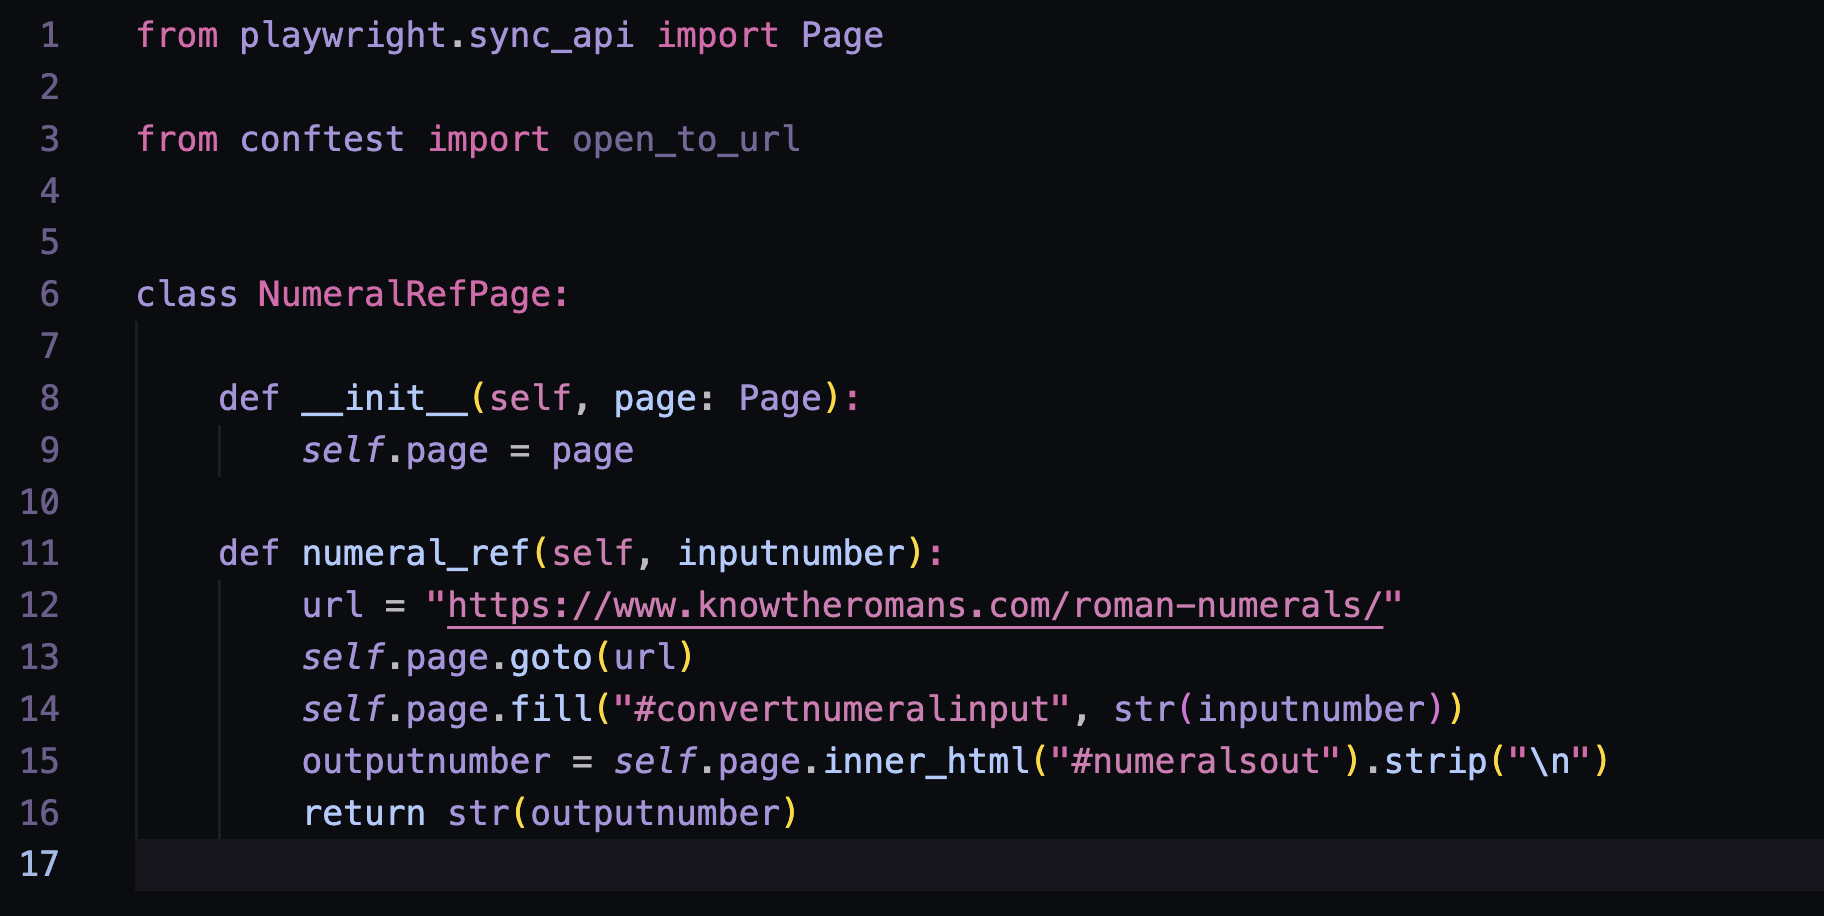 1 from playwright.sync_api import Page
2
3 from conftest import open_to_url
4
5
6 class NumeralRefPage:
7
8     def __init__(self, page: Page):
9         self.page = page
10
11     def numeral_ref(self, inputnumber):
12         url = "https://www.knowtheromans.com/roman-numerals/"
13         self.page.goto(url)
14         self.page.fill("#convertnumeralinput", str(inputnumber))
15         outputnumber = self.page.inner_html("#numeralsout").strip("\n")
16         return str(outputnumber)
17